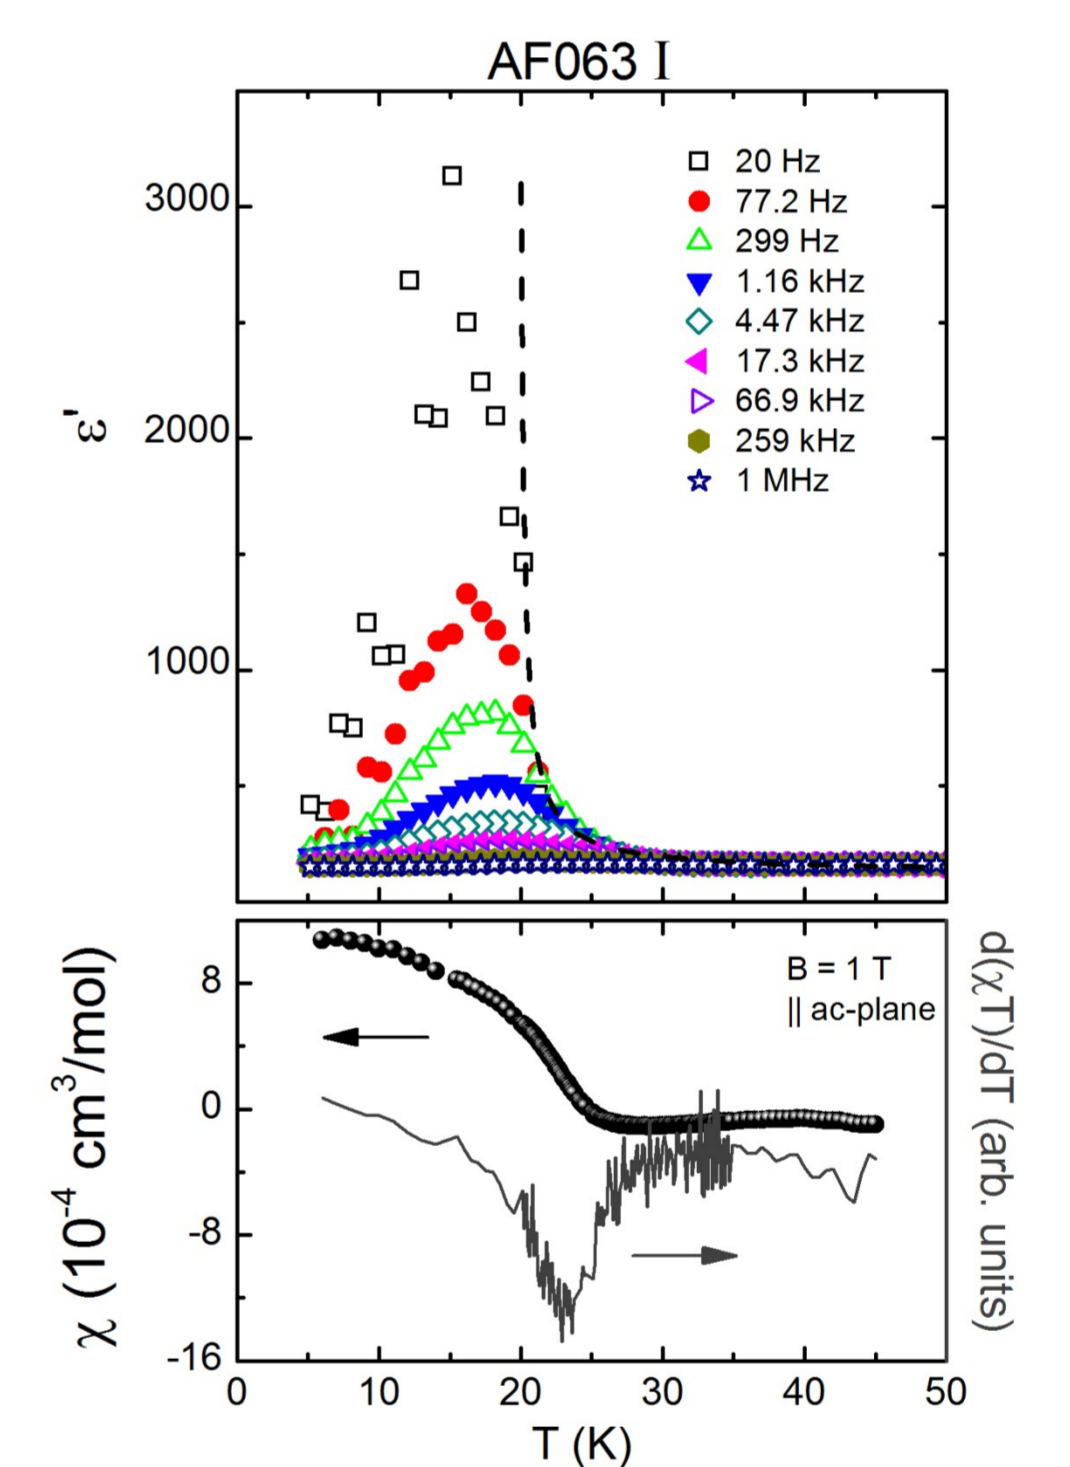 AF063 I
3000
2000
1000
ε'
20 Hz
77.2 Hz
299 Hz
1.16 kHz
4.47 kHz
17.3 kHz
66.9 kHz
259 kHz
1 MHz
8
0
-8
-16
χ (10⁻⁴ cm³/mol)
B = 1 T
|| ac-plane
d(χT)/dT (arb. units)
0 10 20 30 40 50
T (K)